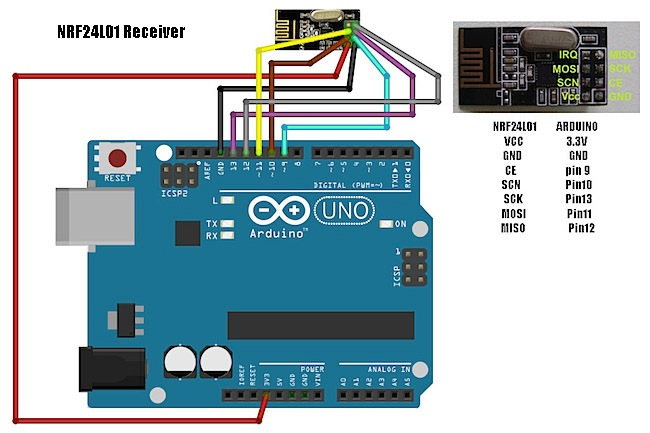 NRF24L01 Receiver
IRQ MISO
MOSI SCK
SCN CE
Vcc GND
NRF24L01 ARDUINO
VCC 3.3V
GND GND
CE pin 9
SCN Pin10
SCK Pin13
MOSI Pin11
MISO Pin12
RESET
ICSP2
AREF
GND
13
12
~11
~10
~9
8
7
~6
~5
4
~3
2
TX0▸1
RX0◂0
DIGITAL (PWM=~)
L
TX
RX
Arduino
UNO
ON
1
ICSP
POWER
ANALOG IN
IOREF
RESET
3V3
5V
GND
GND
VIN
A0
A1
A2
A3
A4
A5